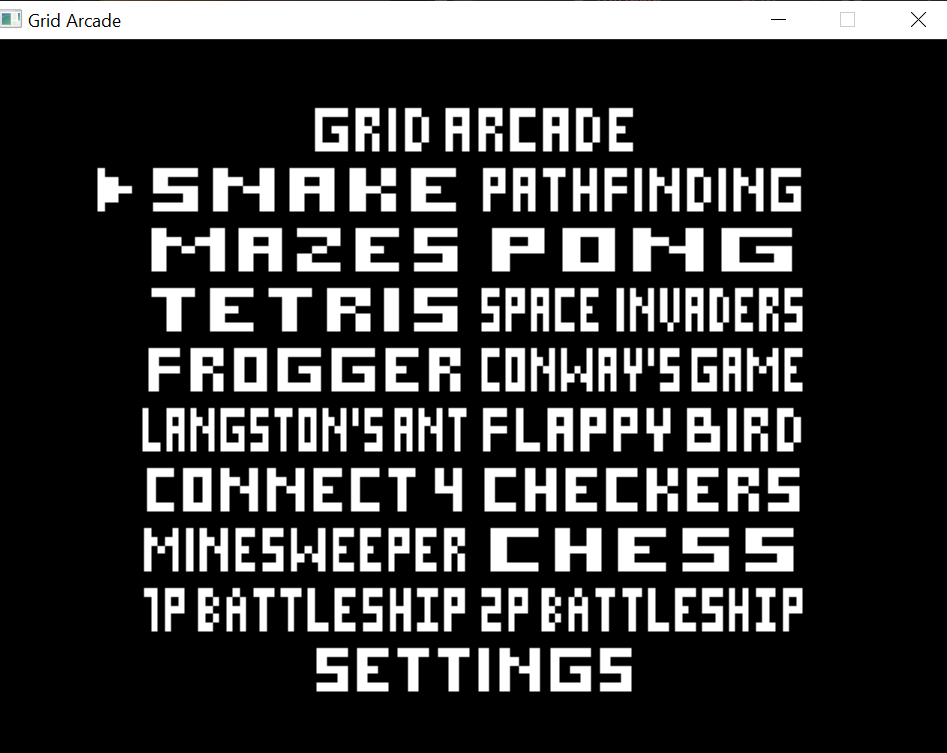 Grid Arcade
GRID ARCADE
SNAKE PATHFINDING
MAZES PONG
TETRIS SPACE INVADERS
FROGGER CONWAY'S GAME
LANGSTON'S ANT FLAPPY BIRD
CONNECT 4 CHECKERS
MINESWEEPER CHESS
1P BATTLESHIP 2P BATTLESHIP
SETTINGS